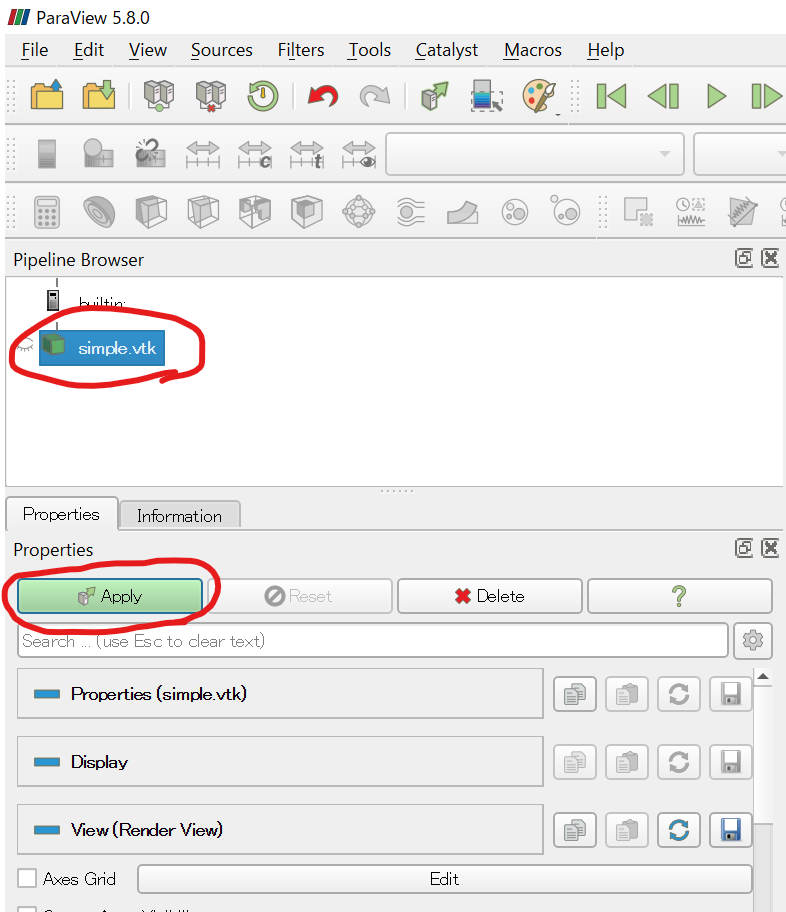 ParaView 5.8.0
File Edit View Sources Filters Tools Catalyst Macros Help
Pipeline Browser
builtin:
simple.vtk
Properties Information
Properties
Apply Reset Delete ?
Search ... (use Esc to clear text)
Properties (simple.vtk)
Display
View (Render View)
Axes Grid Edit